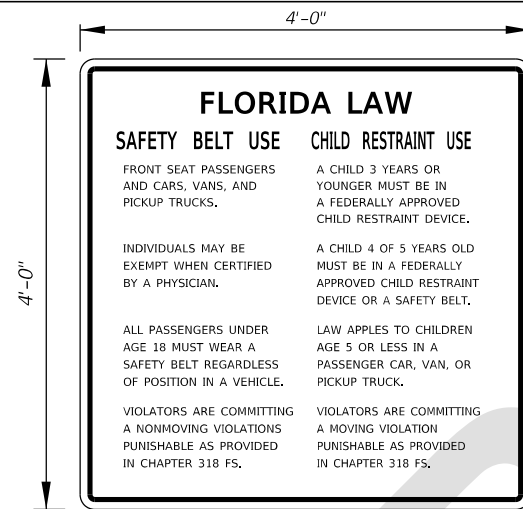 4'-0"
4'-0"
FLORIDA LAW
SAFETY BELT USE
FRONT SEAT PASSENGERS
AND CARS, VANS, AND
PICKUP TRUCKS.
INDIVIDUALS MAY BE
EXEMPT WHEN CERTIFIED
BY A PHYSICIAN.
ALL PASSENGERS UNDER
AGE 18 MUST WEAR A
SAFETY BELT REGARDLESS
OF POSITION IN A VEHICLE.
VIOLATORS ARE COMMITTING
A NONMOVING VIOLATIONS
PUNISHABLE AS PROVIDED
IN CHAPTER 318 FS.
CHILD RESTRAINT USE
A CHILD 3 YEARS OR
YOUNGER MUST BE IN
A FEDERALLY APPROVED
CHILD RESTRAINT DEVICE.
A CHILD 4 OF 5 YEARS OLD
MUST BE IN A FEDERALLY
APPROVED CHILD RESTRAINT
DEVICE OR A SAFETY BELT.
LAW APPLES TO CHILDREN
AGE 5 OR LESS IN A
PASSENGER CAR, VAN, OR
PICKUP TRUCK.
VIOLATORS ARE COMMITTING
A MOVING VIOLATION
PUNISHABLE AS PROVIDED
IN CHAPTER 318 FS.